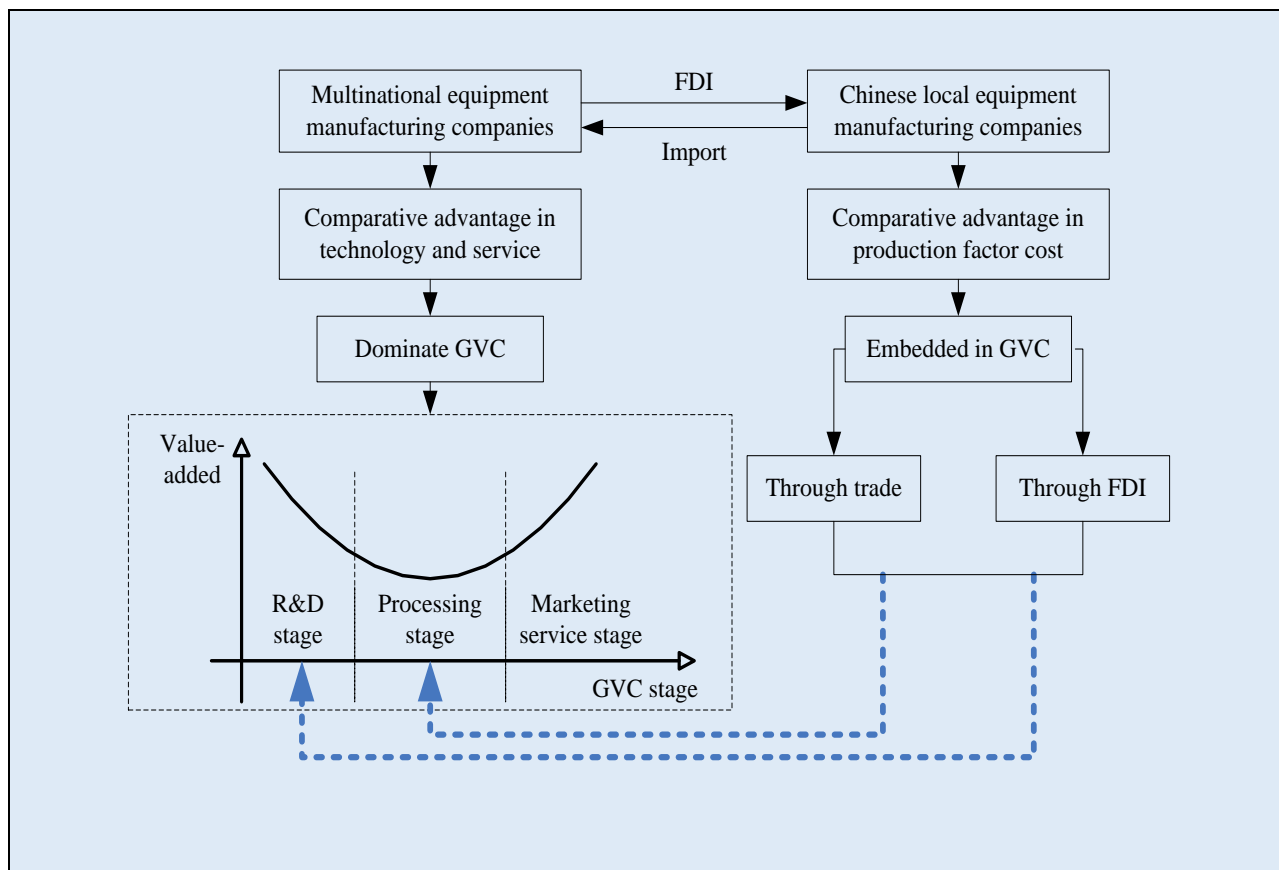 Multinational equipment
manufacturing companies
FDI
Import
Chinese local equipment
manufacturing companies
Comparative advantage in
technology and service
Comparative advantage in
production factor cost
Dominate GVC
Embedded in GVC
Value-
added
Through trade
Through FDI
R&D
stage
Processing
stage
Marketing
service stage
GVC stage